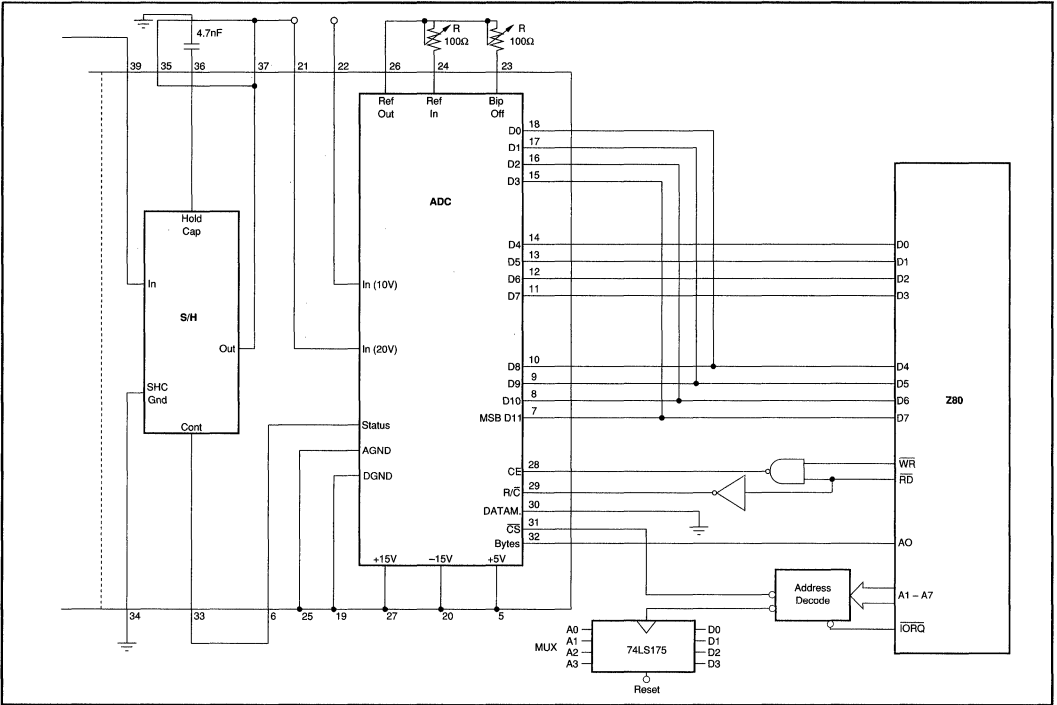 4.7nF
R
100Ω
R
100Ω
39 35 36 37 21 22 26 24 23
Ref Out
Ref In
Bip Off
ADC
D0 18
D1 17
D2 16
D3 15
D4 14
D5 13
D6 12
D7 11
D8 10
D9 9
D10 8
MSB D11 7
CE 28
R/C̅ 29
DATAM. 30
C̅S̅ 31
Bytes 32
In (10V)
In (20V)
Status
AGND
DGND
+15V –15V +5V
Hold Cap
In
S/H
Out
SHC Gnd
Cont
34 33 6 25 19 27 20 5
D0
D1
D2
D3
D4
D5
D6
D7
Z80
W̅R̅
R̅D̅
AO
A1 – A7
I̅O̅R̅Q̅
Address Decode
MUX
A0
A1
A2
A3
74LS175
D0
D1
D2
D3
Reset